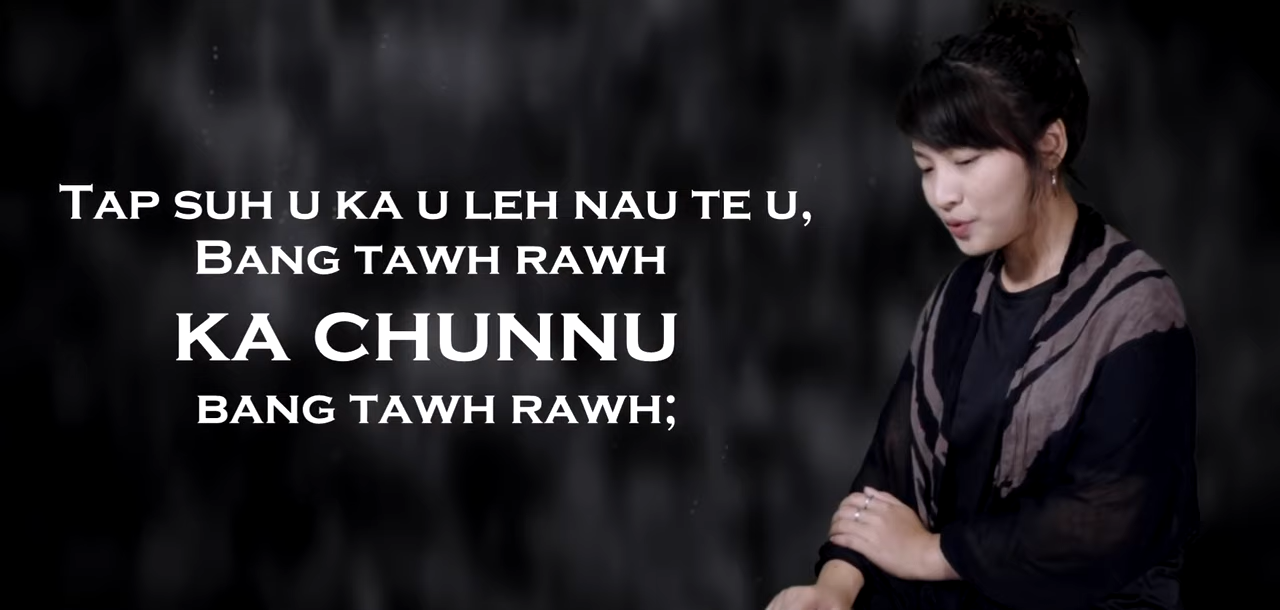 Tap suh u ka u leh nau te u,
Bang tawh rawh
KA CHUNNU
bang tawh rawh;